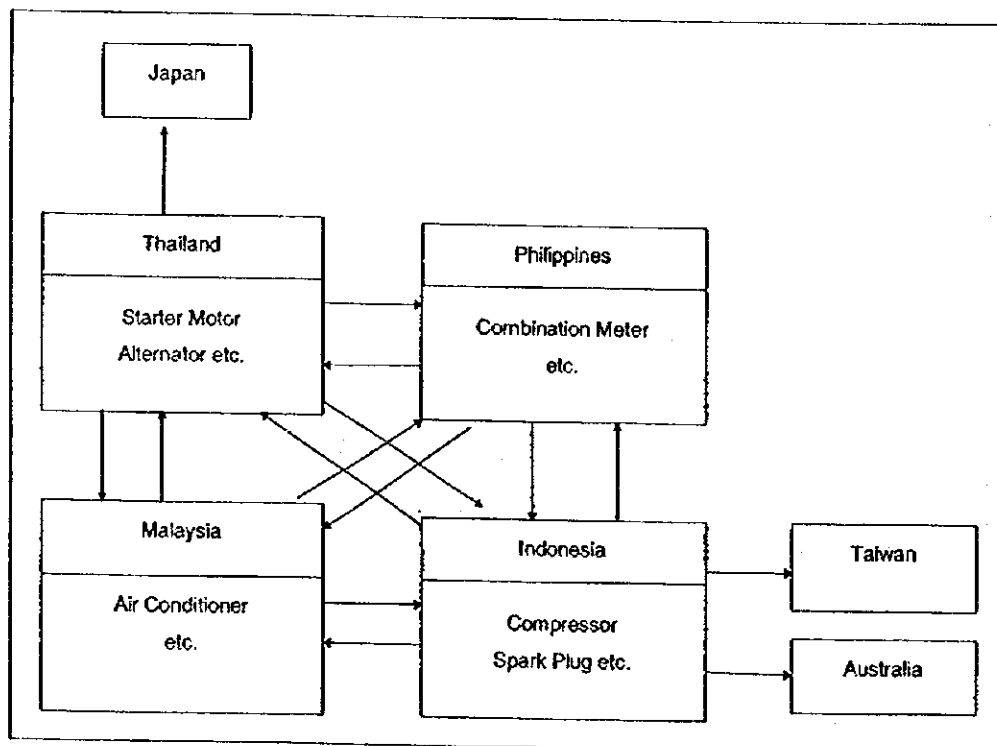 Japan
Thailand
Starter Motor
Alternator etc.
Philippines
Combination Meter
etc.
Malaysia
Air Conditioner
etc.
Indonesia
Compressor
Spark Plug etc.
Taiwan
Australia